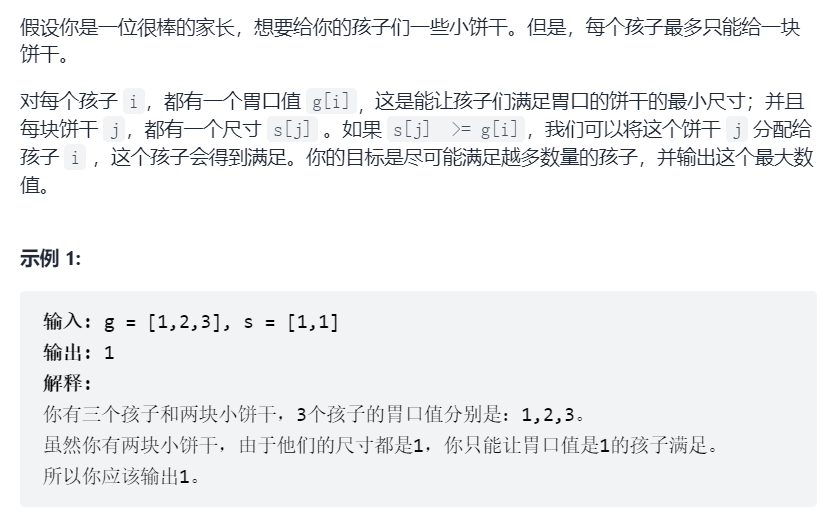 假设你是一位很棒的家长，想要给你的孩子们一些小饼干。但是，每个孩子最多只能给一块
饼干。
对每个孩子 i，都有一个胃口值 g[i]，这是能让孩子们满足胃口的饼干的最小尺寸；并且
每块饼干 j，都有一个尺寸 s[j] 。如果 s[j] >= g[i]，我们可以将这个饼干 j 分配给
孩子 i ，这个孩子会得到满足。你的目标是尽可能满足越多数量的孩子，并输出这个最大数
值。
示例 1:
输入: g = [1,2,3], s = [1,1]
输出: 1
解释:
你有三个孩子和两块小饼干，3个孩子的胃口值分别是：1,2,3。
虽然你有两块小饼干，由于他们的尺寸都是1，你只能让胃口值是1的孩子满足。
所以你应该输出1。